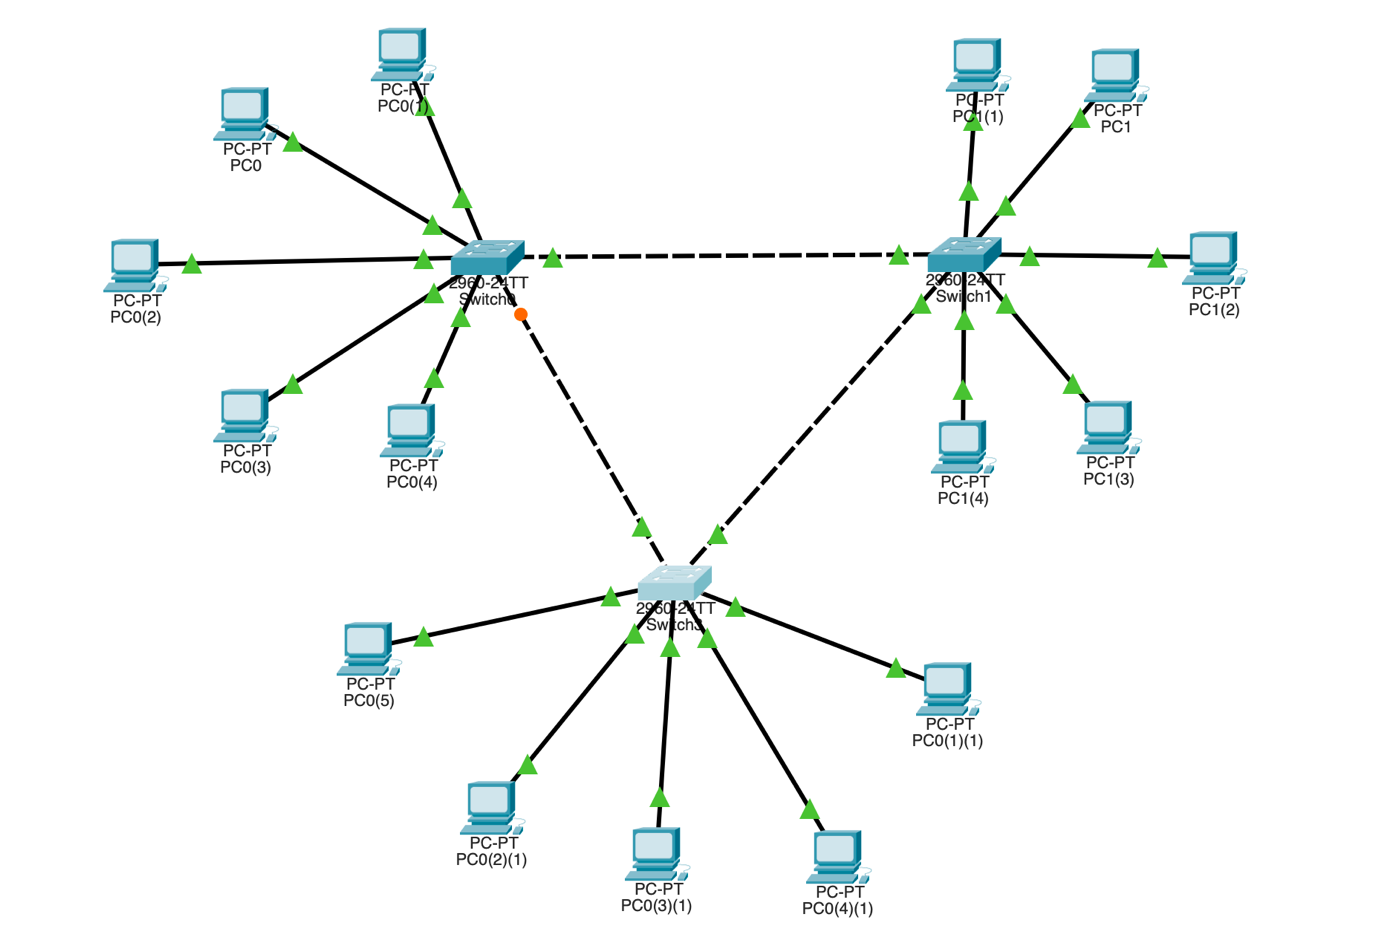 PC-PT
PC0(1)
PC-PT
PC0
PC-PT
PC1(1)
PC-PT
PC1
PC-PT
PC0(2)
2960-24TT
Switch0
2960-24TT
Switch1
PC-PT
PC1(2)
PC-PT
PC0(3)
PC-PT
PC0(4)
PC-PT
PC1(4)
PC-PT
PC1(3)
2960-24TT
PC-PT
PC0(5)
PC-PT
PC0(1)(1)
PC-PT
PC0(2)(1)
PC-PT
PC0(3)(1)
PC-PT
PC0(4)(1)